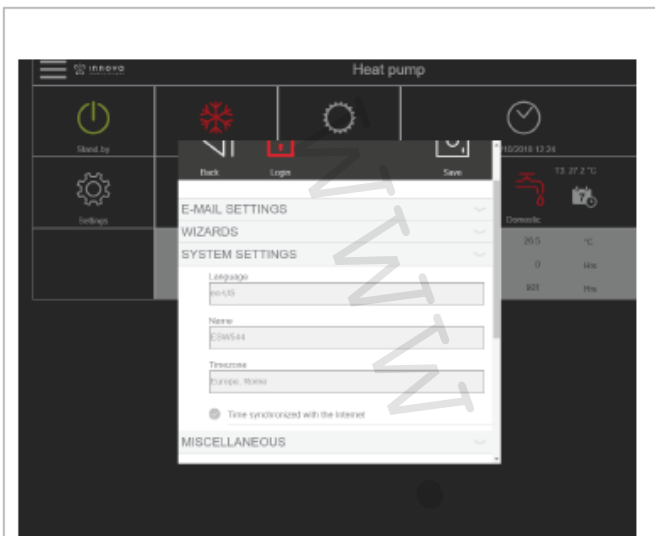 innova
Heat pump
Stand.by
10/2018 12:24
Back
Login
Save
T3. 27.2 °C
Settings
Domestic
E-MAIL SETTINGS
WIZARDS
SYSTEM SETTINGS
20.5 °C
Language
0 Hrs
en-US
901 Hrs
Name
ESW544
Timezone
Europe, Rome
Time synchronized with the Internet
MISCELLANEOUS
WWW